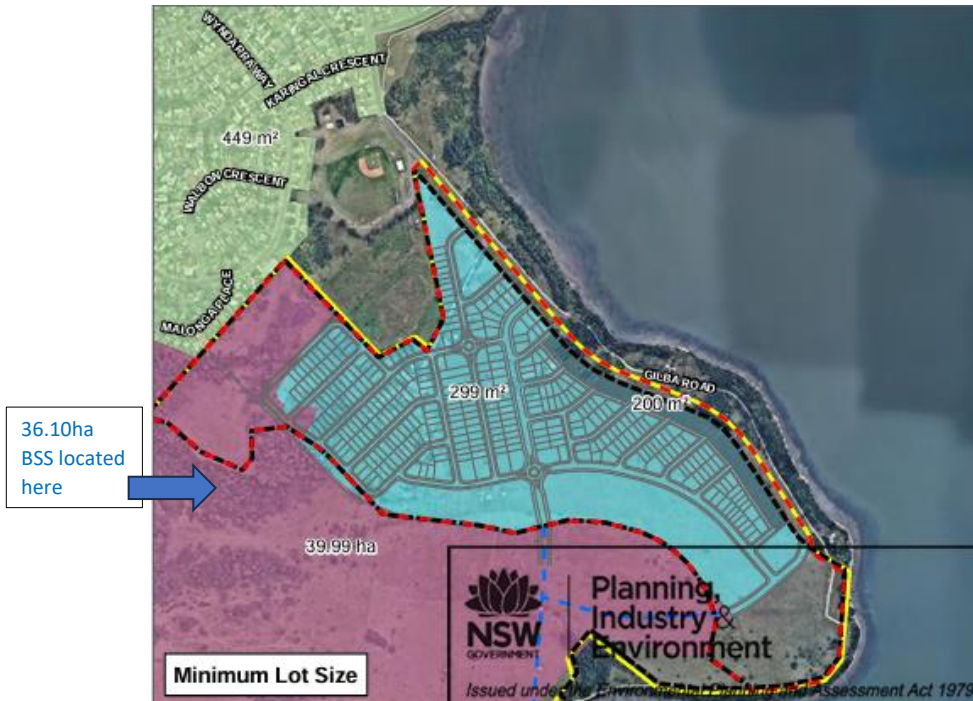 WYNDARRA WAY
KARINGAL CRESCENT
449 m²
WALBON CRESCENT
MALONGA PLACE
299 m²
GILBA ROAD
200 m²
36.10ha
BSS located
here
39.99 ha
NSW
GOVERNMENT
Planning,
Industry &
Environment
Minimum Lot Size
Issued under the Environmental Planning and Assessment Act 1979